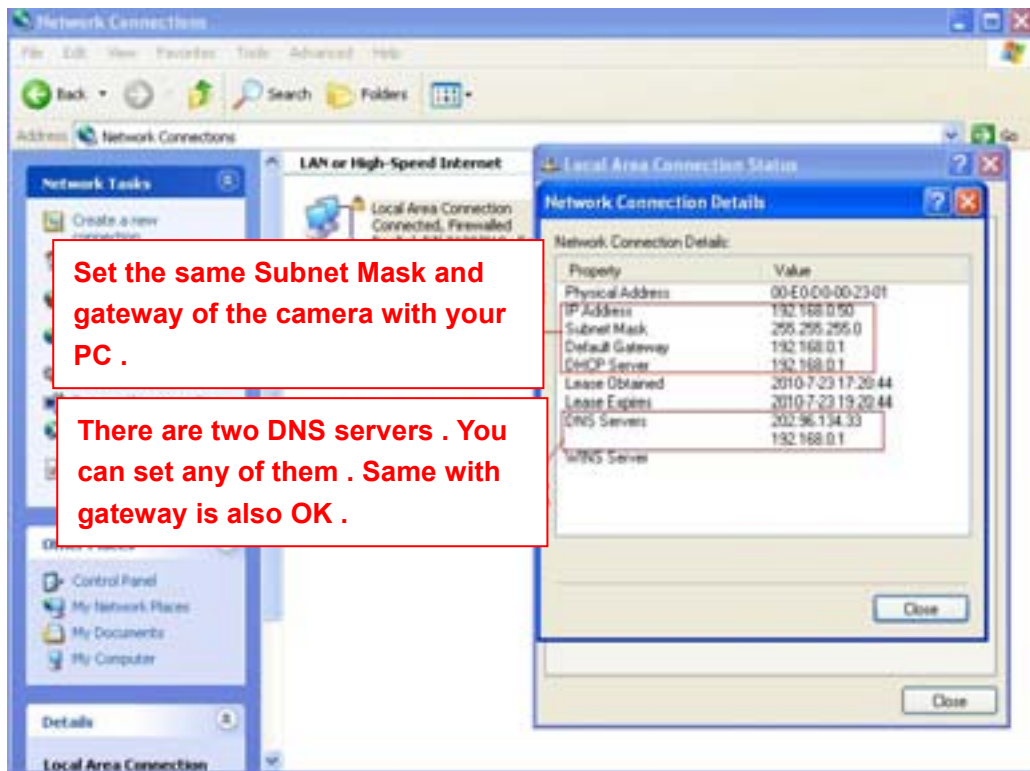 Network Connections
File Edit View Favorites Tools Advanced Help
Back Search Folders
Address Network Connections Go
Network Tasks
Create a new
connection
LAN or High-Speed Internet
Local Area Connection
Connected, Firewalled
Set the same Subnet Mask and
gateway of the camera with your
PC .
There are two DNS servers . You
can set any of them . Same with
gateway is also OK .
Control Panel
My Network Places
My Documents
My Computer
Details
Local Area Connection
Local Area Connection Status
Network Connection Details
Network Connection Details:
Property Value
Physical Address 00-E0-D0-00-23-01
IP Address 192.168.0.50
Subnet Mask 255.255.255.0
Default Gateway 192.168.0.1
DHCP Server 192.168.0.1
Lease Obtained 2010-7-23 17:20:44
Lease Expires 2010-7-23 19:20:44
DNS Servers 202.96.134.33
192.168.0.1
WINS Server
Close
Close